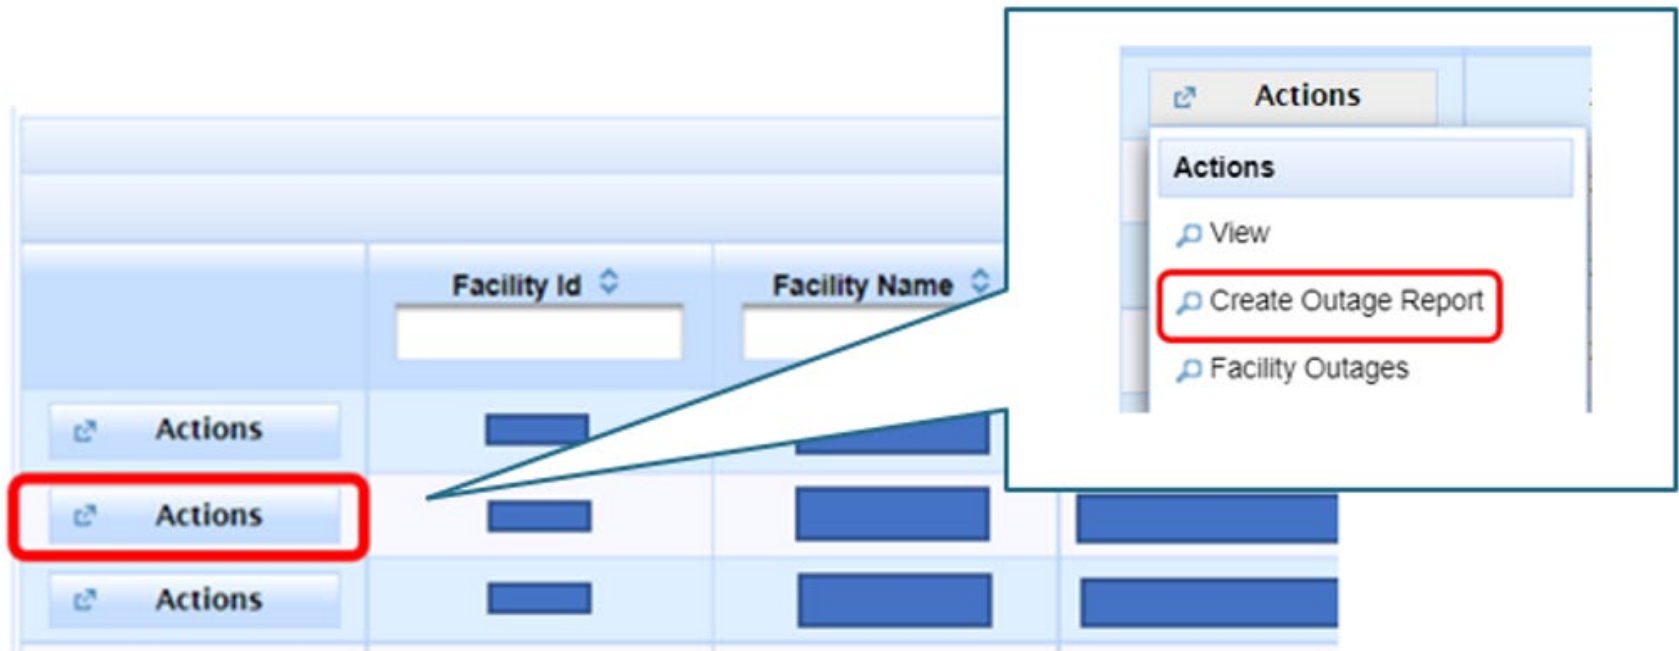 Facility Id
Facility Name
Actions
Actions
Actions
Actions
Actions
View
Create Outage Report
Facility Outages